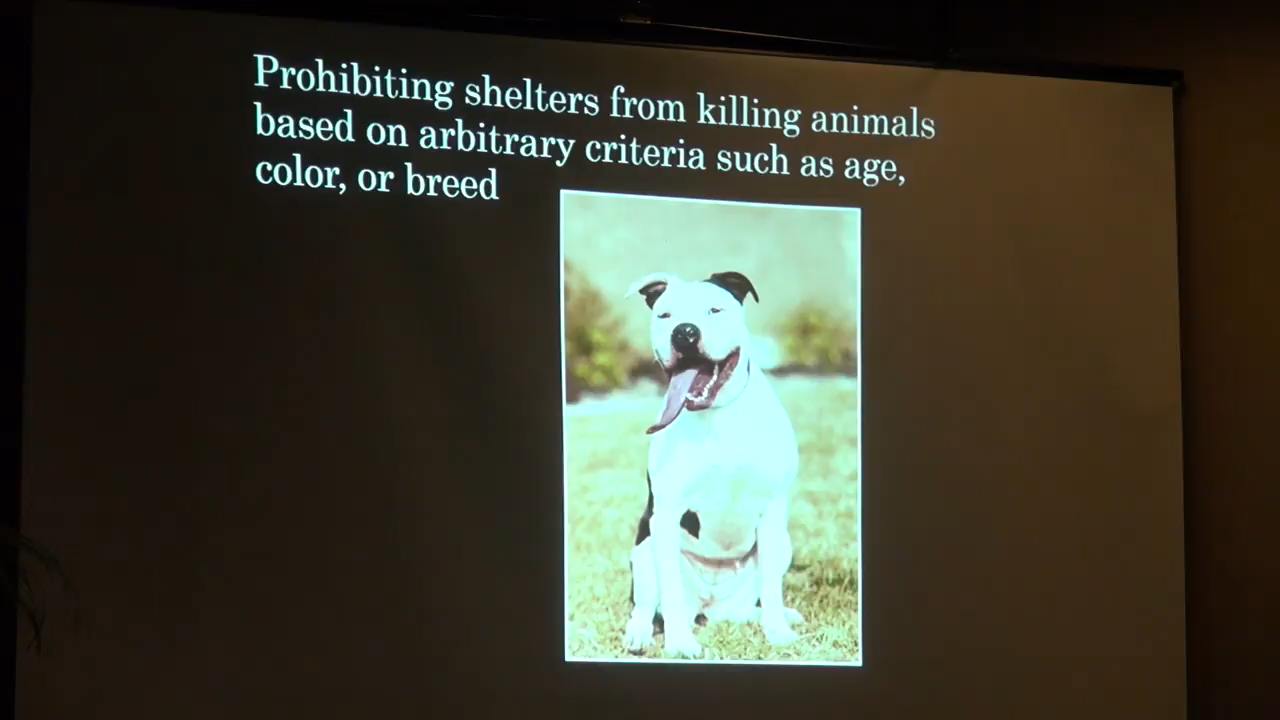 Prohibiting shelters from killing animals
based on arbitrary criteria such as age,
color, or breed